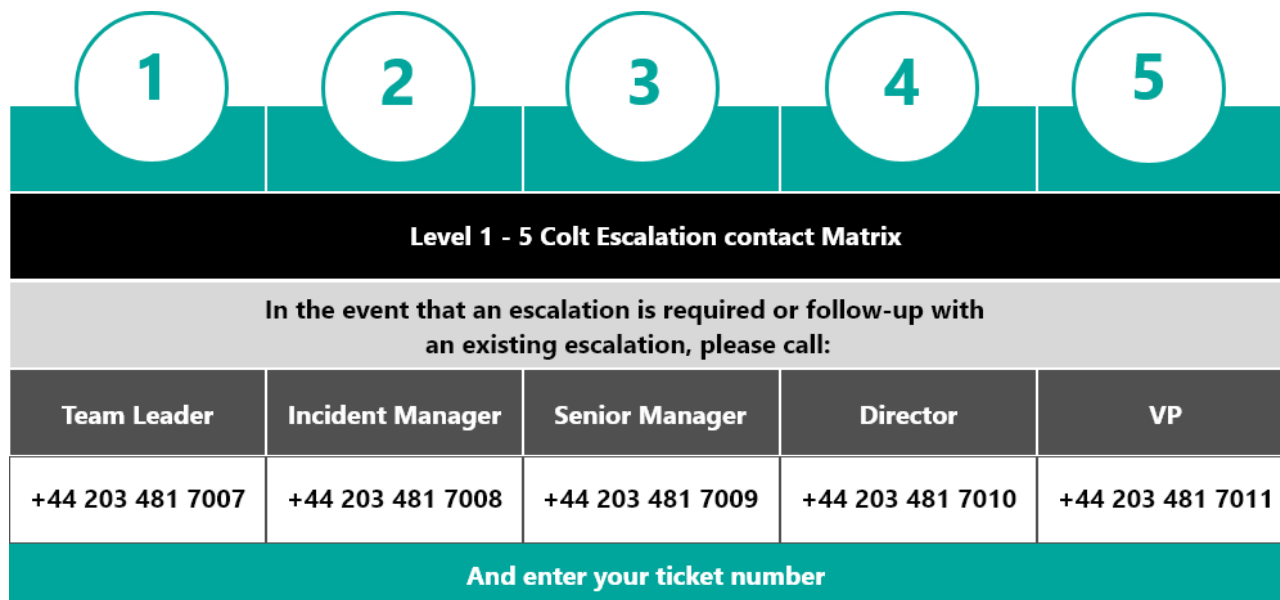 1 2 3 4 5
Level 1 - 5 Colt Escalation contact Matrix
In the event that an escalation is required or follow-up with
an existing escalation, please call:
Team Leader Incident Manager Senior Manager Director VP
+44 203 481 7007 +44 203 481 7008 +44 203 481 7009 +44 203 481 7010 +44 203 481 7011
And enter your ticket number